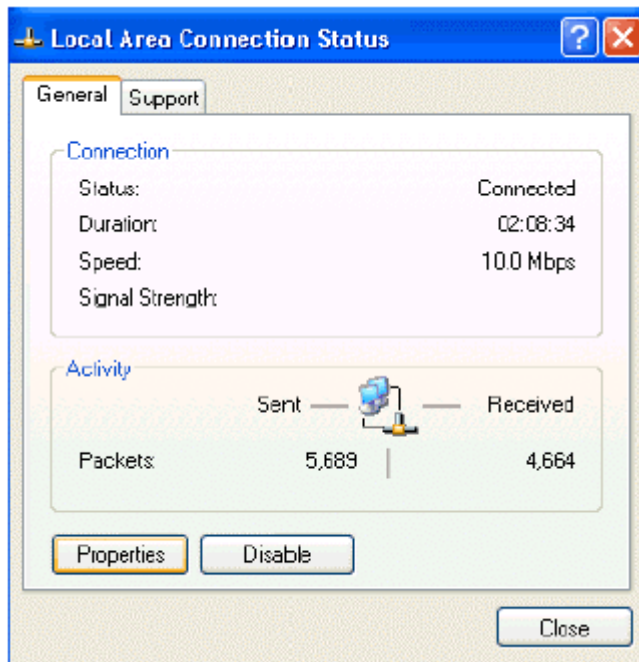 Local Area Connection Status
General Support
Connection
Status: Connected
Duration: 02:08:34
Speed: 10.0 Mbps
Signal Strength:
Activity
Sent Received
Packets: 5,689 4,664
Properties Disable
Close